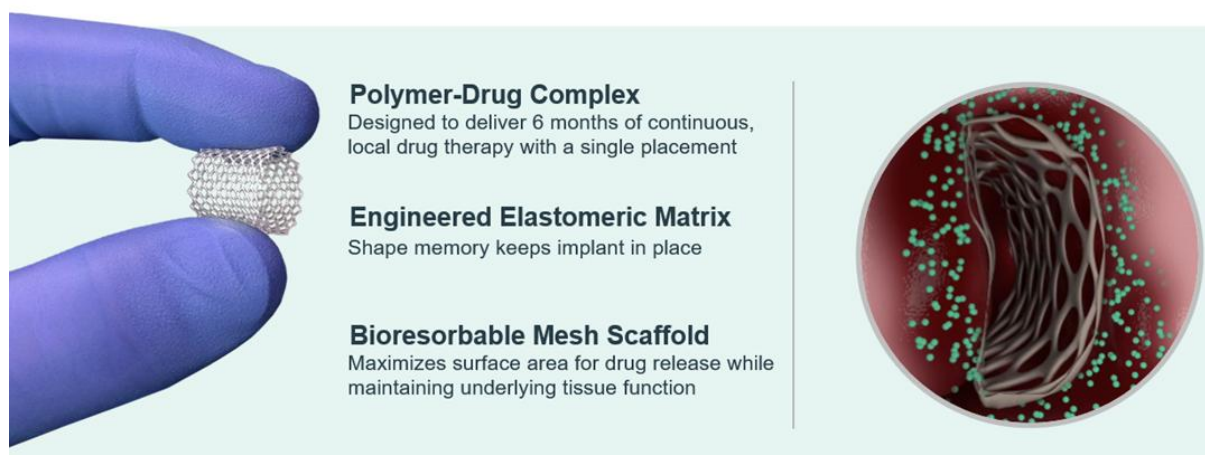 Polymer-Drug Complex
Designed to deliver 6 months of continuous,
local drug therapy with a single placement
Engineered Elastomeric Matrix
Shape memory keeps implant in place
Bioresorbable Mesh Scaffold
Maximizes surface area for drug release while
maintaining underlying tissue function